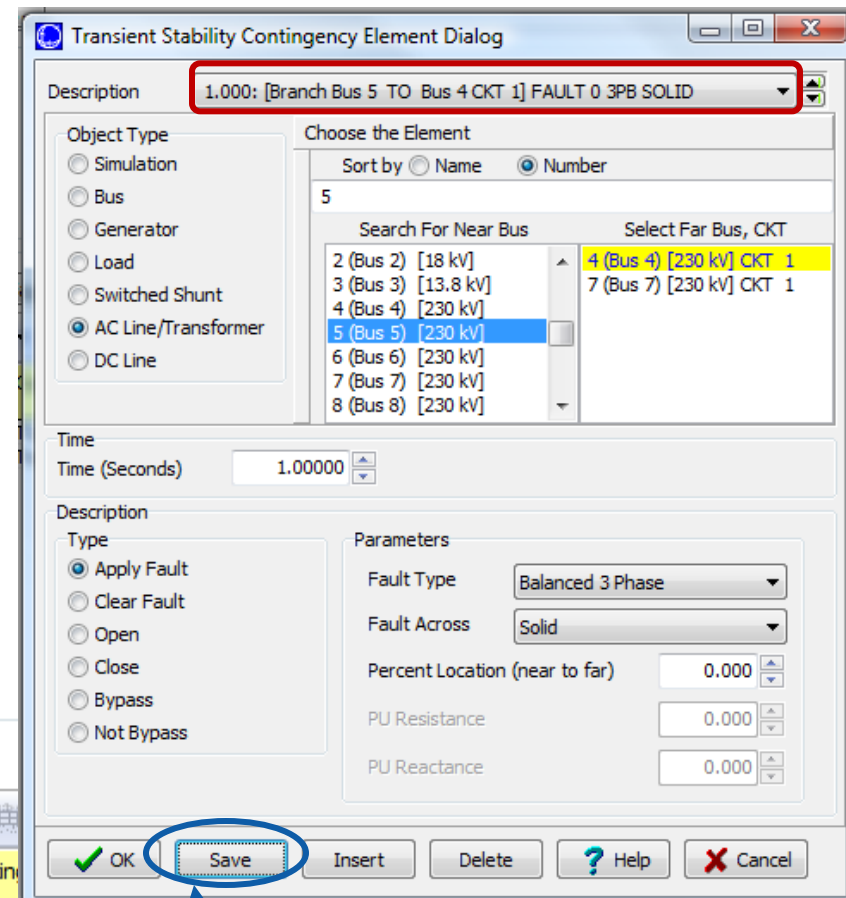 Transient Stability Contingency Element Dialog
Description 1.000: [Branch Bus 5 TO Bus 4 CKT 1] FAULT 0 3PB SOLID
Object Type
Simulation
Bus
Generator
Load
Switched Shunt
AC Line/Transformer
DC Line
Choose the Element
Sort by Name Number
5
Search For Near Bus Select Far Bus, CKT
2 (Bus 2) [18 kV]
3 (Bus 3) [13.8 kV]
4 (Bus 4) [230 kV]
5 (Bus 5) [230 kV]
6 (Bus 6) [230 kV]
7 (Bus 7) [230 kV]
8 (Bus 8) [230 kV]
4 (Bus 4) [230 kV] CKT 1
7 (Bus 7) [230 kV] CKT 1
Time
Time (Seconds) 1.00000
Description
Type
Apply Fault
Clear Fault
Open
Close
Bypass
Not Bypass
Parameters
Fault Type Balanced 3 Phase
Fault Across Solid
Percent Location (near to far) 0.000
PU Resistance 0.000
PU Reactance 0.000
OK Save Insert Delete Help Cancel